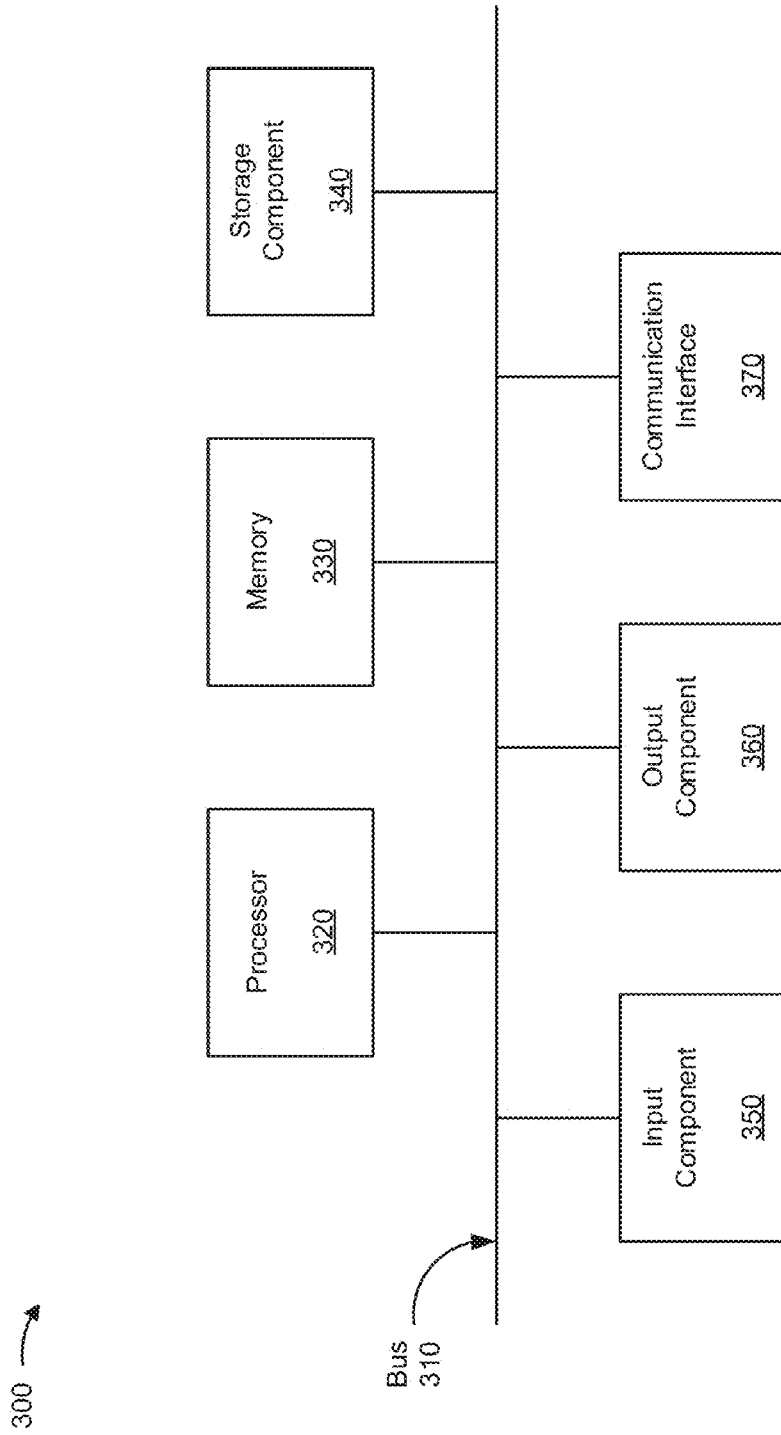 300
Processor
320
Memory
330
Storage
Component
340
Bus
310
Input
Component
350
Output
Component
360
Communication
Interface
370